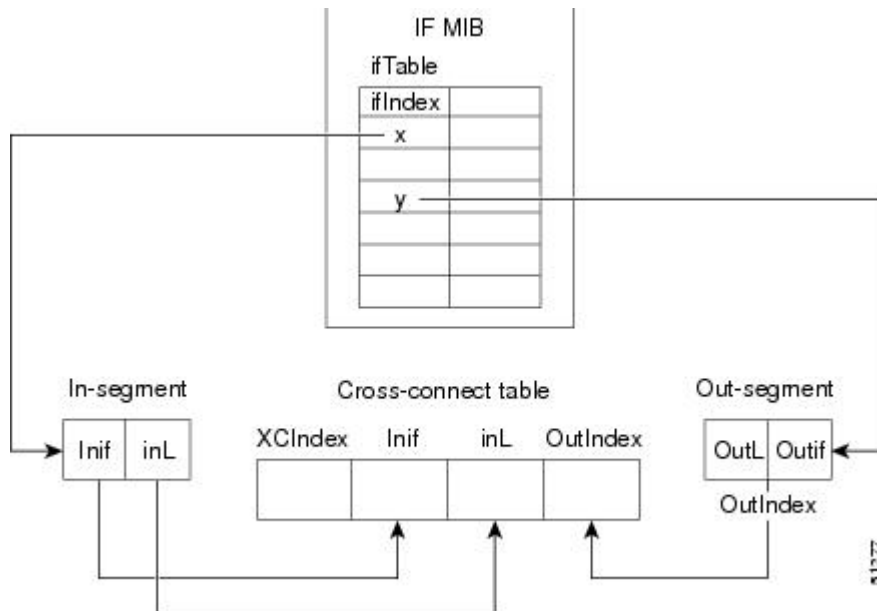 IF MIB
ifTable
ifIndex
x
y
In-segment
Cross-connect table
Out-segment
XCIndex Inif inL OutIndex
Inif inL
OutL Outif
OutIndex